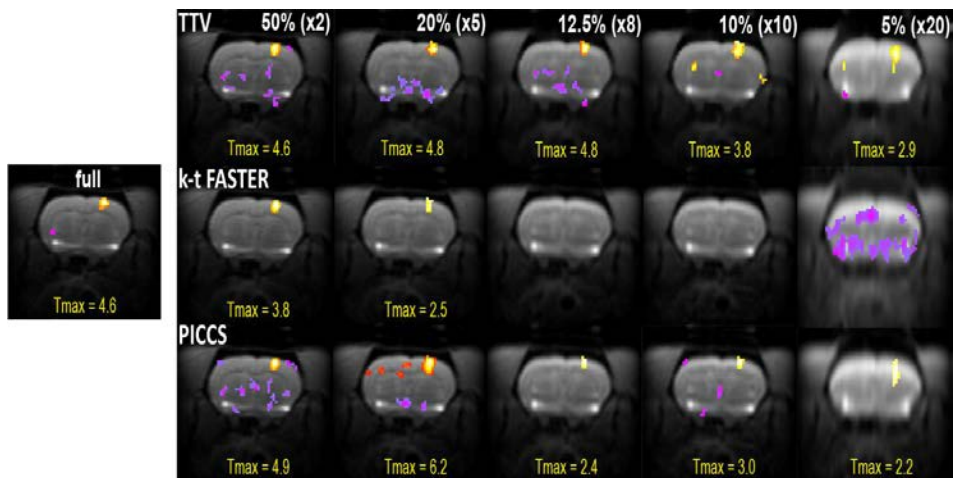 TTV 50% (x2) 20% (x5) 12.5% (x8) 10% (x10) 5% (x20)
Tmax = 4.6 Tmax = 4.8 Tmax = 4.8 Tmax = 3.8 Tmax = 2.9
full
Tmax = 4.6
k-t FASTER
Tmax = 3.8 Tmax = 2.5
PICCS
Tmax = 4.9 Tmax = 6.2 Tmax = 2.4 Tmax = 3.0 Tmax = 2.2